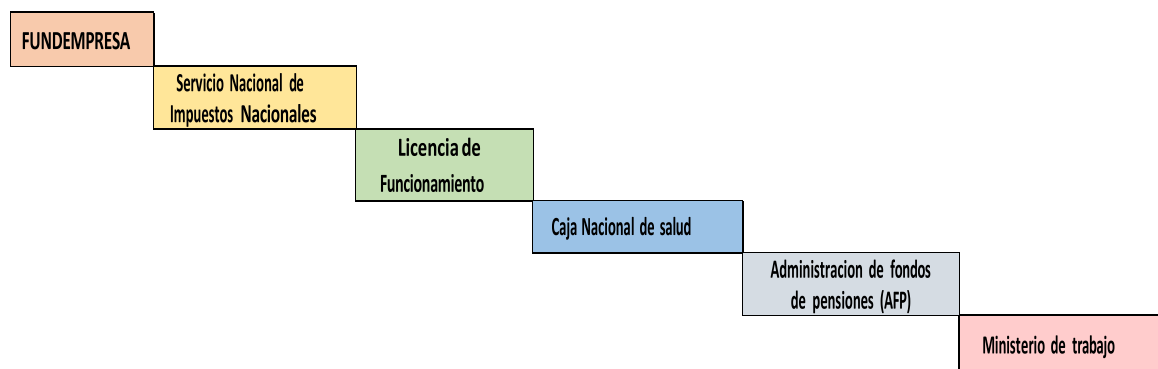 FUNDEMPRESA
Servicio Nacional de
Impuestos Nacionales
Licencia de
Funcionamiento
Caja Nacional de salud
Administracion de fondos
de pensiones (AFP)
Ministerio de trabajo